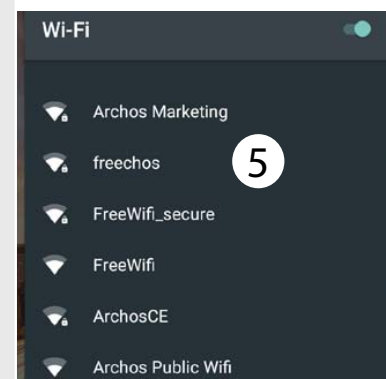 Wi-Fi
Archos Marketing
freechos
5
FreeWifi_secure
FreeWifi
ArchosCE
Archos Public Wifi